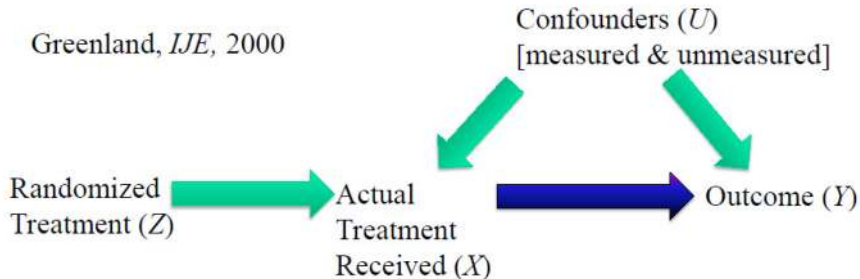 Greenland, IJE, 2000
Confounders (U)
[measured & unmeasured]
Randomized
Treatment (Z)
Actual
Treatment
Received (X)
Outcome (Y)